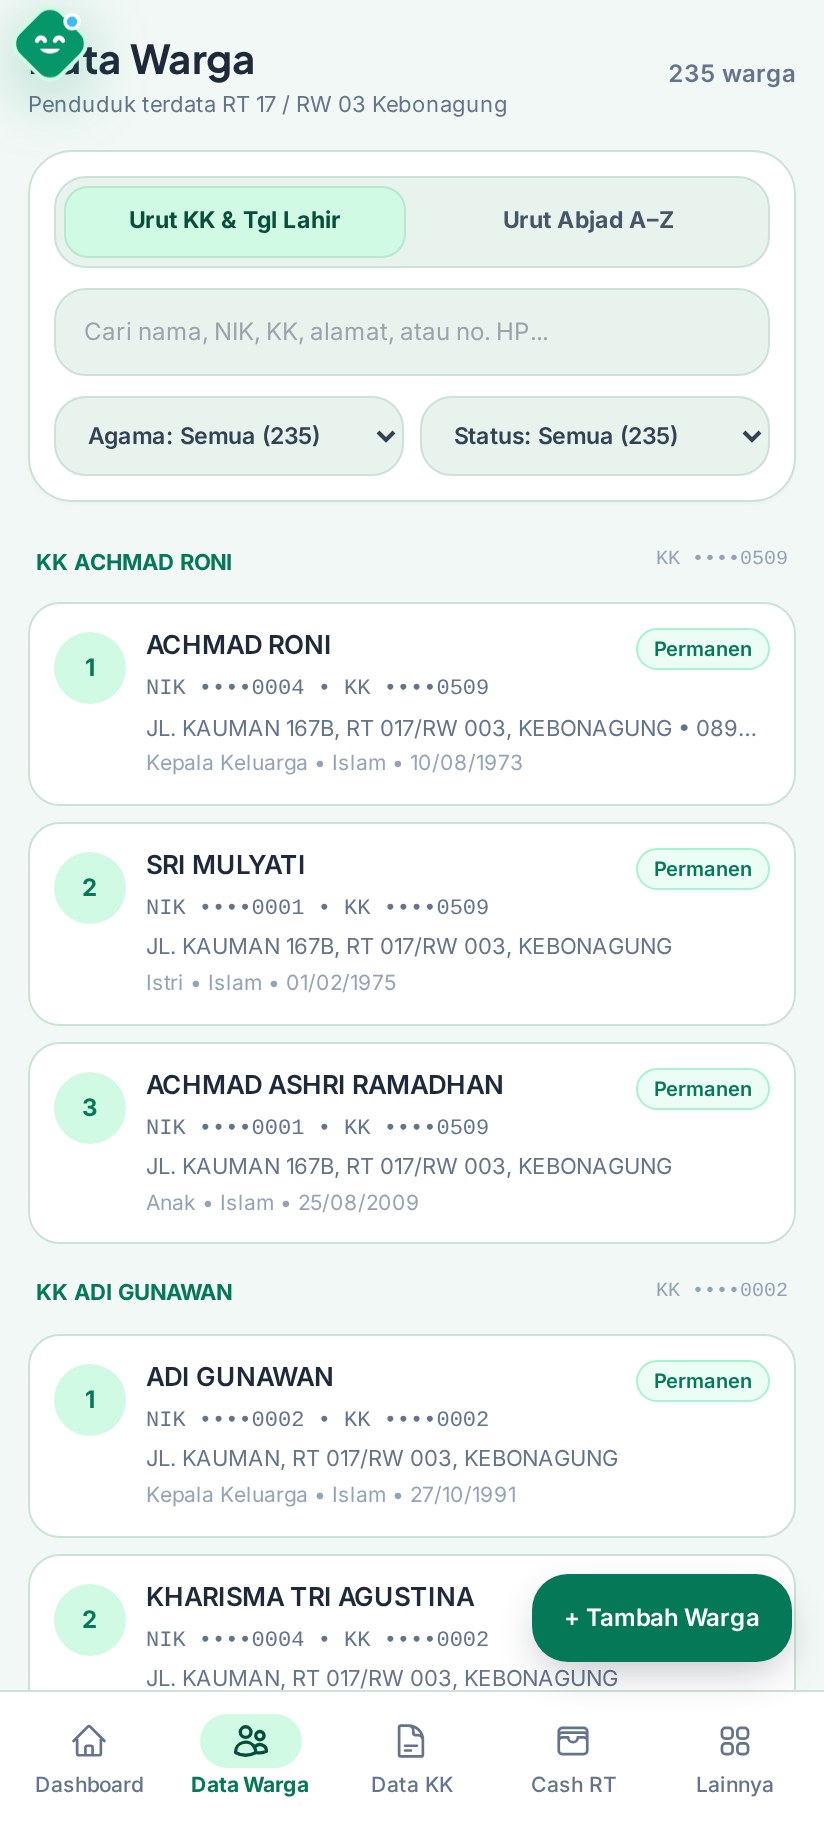 ta Warga
235 warga
Penduduk terdata RT 17 / RW 03 Kebonagung
Urut KK & Tgl Lahir
Urut Abjad A–Z
Cari nama, NIK, KK, alamat, atau no. HP...
Agama: Semua (235)
Status: Semua (235)
KK ACHMAD RONI
KK ••••0509
1
ACHMAD RONI
Permanen
NIK ••••0004 • KK ••••0509
JL. KAUMAN 167B, RT 017/RW 003, KEBONAGUNG • 089...
Kepala Keluarga • Islam • 10/08/1973
2
SRI MULYATI
Permanen
NIK ••••0001 • KK ••••0509
JL. KAUMAN 167B, RT 017/RW 003, KEBONAGUNG
Istri • Islam • 01/02/1975
3
ACHMAD ASHRI RAMADHAN
Permanen
NIK ••••0001 • KK ••••0509
JL. KAUMAN 167B, RT 017/RW 003, KEBONAGUNG
Anak • Islam • 25/08/2009
KK ADI GUNAWAN
KK ••••0002
1
ADI GUNAWAN
Permanen
NIK ••••0002 • KK ••••0002
JL. KAUMAN, RT 017/RW 003, KEBONAGUNG
Kepala Keluarga • Islam • 27/10/1991
2
KHARISMA TRI AGUSTINA
+ Tambah Warga
NIK ••••0004 • KK ••••0002
JL. KAUMAN, RT 017/RW 003, KEBONAGUNG
Dashboard
Data Warga
Data KK
Cash RT
Lainnya